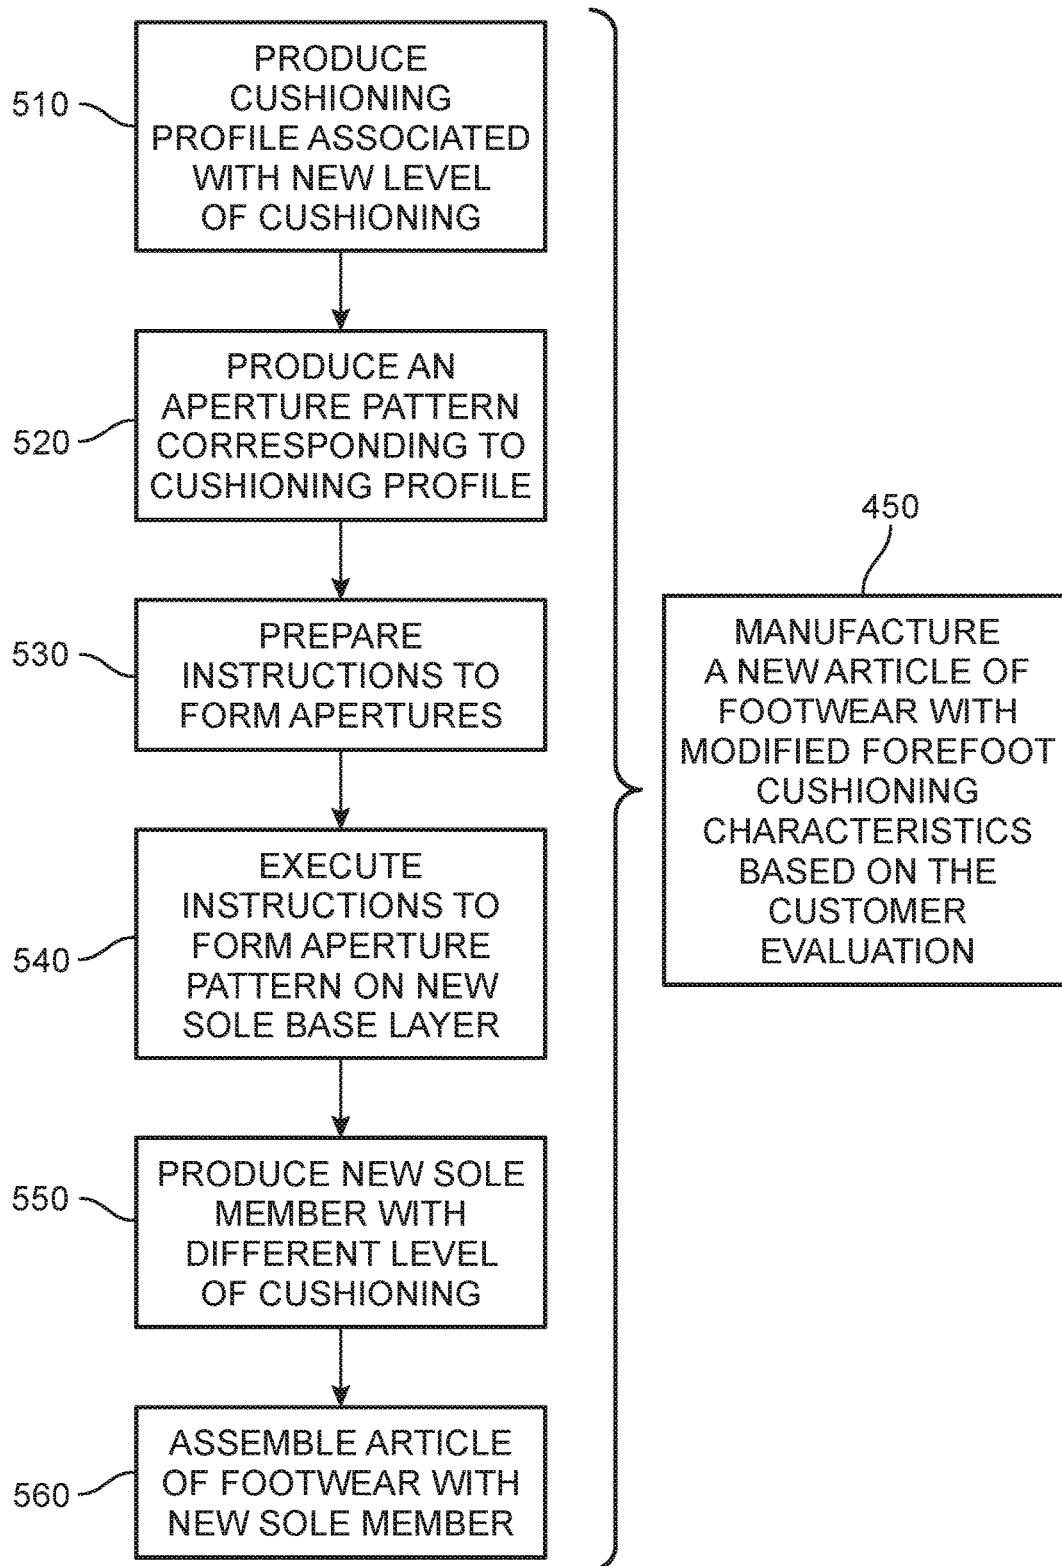 510
PRODUCE
CUSHIONING
PROFILE ASSOCIATED
WITH NEW LEVEL
OF CUSHIONING
520
PRODUCE AN
APERTURE PATTERN
CORRESPONDING TO
CUSHIONING PROFILE
530
PREPARE
INSTRUCTIONS TO
FORM APERTURES
540
EXECUTE
INSTRUCTIONS TO
FORM APERTURE
PATTERN ON NEW
SOLE BASE LAYER
550
PRODUCE NEW SOLE
MEMBER WITH
DIFFERENT LEVEL
OF CUSHIONING
560
ASSEMBLE ARTICLE
OF FOOTWEAR WITH
NEW SOLE MEMBER
450
MANUFACTURE
A NEW ARTICLE OF
FOOTWEAR WITH
MODIFIED FOREFOOT
CUSHIONING
CHARACTERISTICS
BASED ON THE
CUSTOMER
EVALUATION